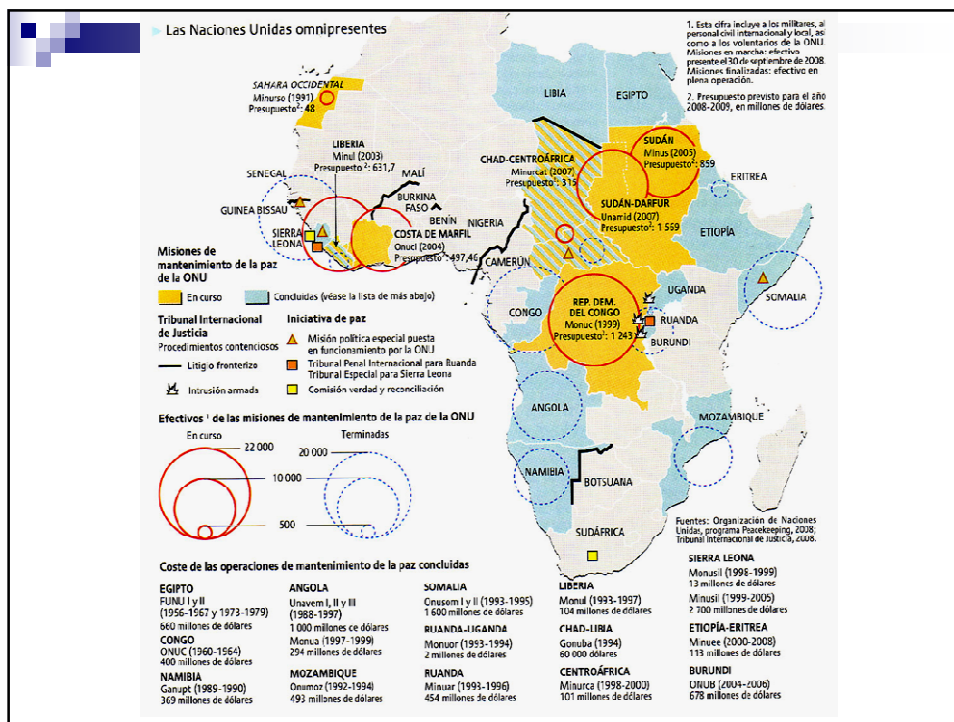 Las Naciones Unidas omnipresentes
1. Esta cifra incluye a los militares, al
personal civil internacional y local, así
como a los voluntarios de la ONU.
Misiones en marcha: efectivo
presente el 30 de septiembre de 2008.
Misiones finalizadas: efectivo en
plena operación.
2. Presupuesto previsto para el año
2008-2009, en millones de dólares.
SAHARA OCCIDENTAL
Minurso (1991)
Presupuesto²: 48
LIBIA
EGIPTO
LIBERIA
Minul (2003)
Presupuesto²: 631,7
SENEGAL
MALÍ
CHAD-CENTROÁFRICA
Minurcat (2007)
Presupuesto²: 315
SUDÁN
Minus (2005)
Presupuesto²: 859
ERITREA
BURKINA
FASO
GUINEA BISSAU
BENÍN
NIGERIA
SUDÁN-DARFUR
Unamid (2007)
Presupuesto²: 1 569
SIERRA
LEONA
COSTA DE MARFIL
Onuci (2004)
Presupuesto²: 497,46
ETIOPÍA
CAMERÚN
Misiones de
mantenimiento de la paz
de la ONU
En curso
Concluidas (véase la lista de más abajo)
UGANDA
SOMALIA
CONGO
REP. DEM.
DEL CONGO
Monuc (1999)
Presupuesto²: 1 243
RUANDA
BURUNDI
Tribunal Internacional
de Justicia
Procedimientos contenciosos
Litigio fronterizo
Intrusión armada
Iniciativa de paz
Misión política especial puesta
en funcionamiento por la ONU
Tribunal Penal Internacional para Ruanda
Tribunal Especial para Sierra Leona
Comisión verdad y reconciliación
ANGOLA
MOZAMBIQUE
Efectivos¹ de las misiones de mantenimiento de la paz de la ONU
En curso
Terminadas
22 000
20 000
10 000
500
NAMIBIA
BOTSUANA
SUDÁFRICA
Fuentes: Organización de Naciones
Unidas, programa Peacekeeping, 2008;
Tribunal Internacional de Justicia, 2008.
Coste de las operaciones de mantenimiento de la paz concluidas
EGIPTO
FUNU I y II
(1956-1967 y 1973-1979)
660 millones de dólares
CONGO
ONUC (1960-1964)
400 millones de dólares
NAMIBIA
Ganupt (1989-1990)
369 millones de dólares
ANGOLA
Unavem I, II y III
(1988-1997)
1 000 millones de dólares
Monua (1997-1999)
294 millones de dólares
MOZAMBIQUE
Onumoz (1992-1994)
493 millones de dólares
SOMALIA
Onusom I y II (1993-1995)
1 600 millones de dólares
RUANDA-UGANDA
Monuor (1993-1994)
2 millones de dólares
RUANDA
Minuar (1993-1996)
454 millones de dólares
LIBERIA
Monul (1993-1997)
104 millones de dólares
CHAD-LIBIA
Gonuba (1994)
60 000 dólares
CENTROÁFRICA
Minurca (1998-2000)
101 millones de dólares
SIERRA LEONA
Monusil (1998-1999)
13 millones de dólares
Minusil (1999-2005)
2 700 millones de dólares
ETIOPÍA-ERITREA
Minuee (2000-2008)
113 millones de dólares
BURUNDI
ONUB (2004-2006)
678 millones de dólares